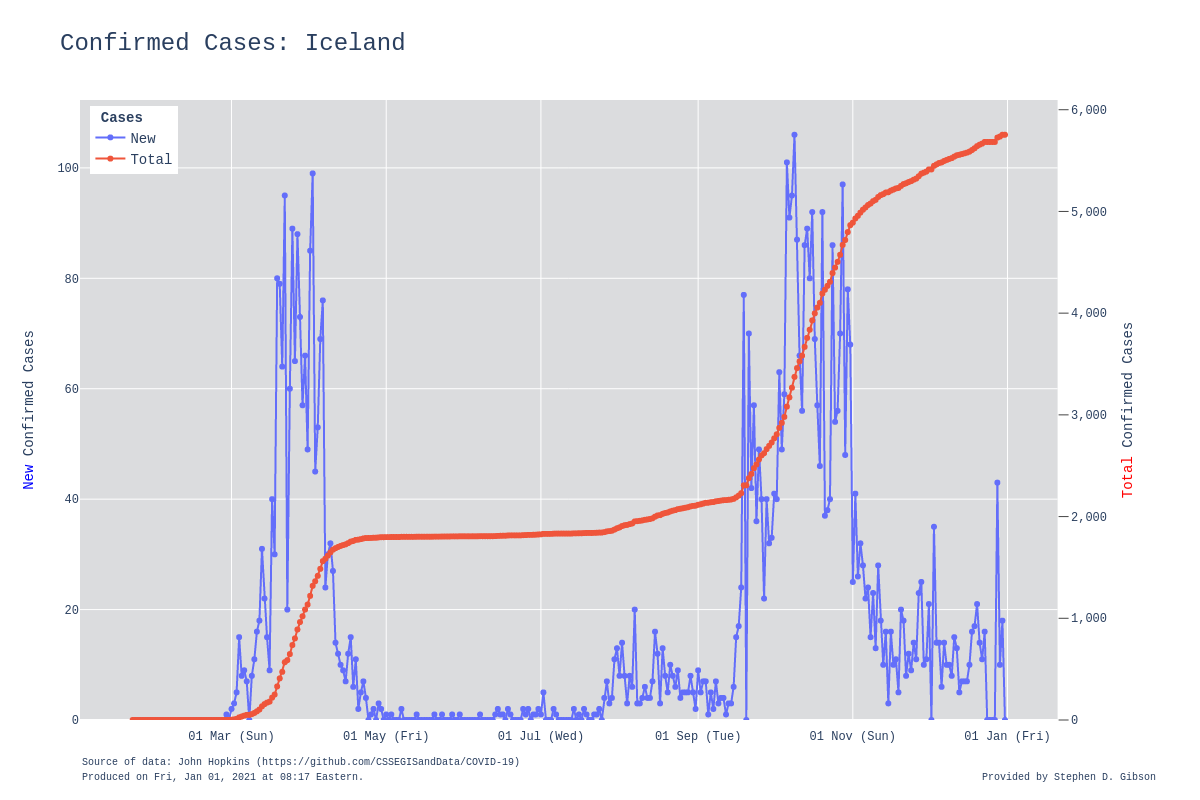 Confirmed Cases: Iceland
Cases
New
Total
100
80
60
40
20
0
6,000
5,000
4,000
3,000
2,000
1,000
0
New Confirmed Cases
Total Confirmed Cases
01 Mar (Sun)
01 May (Fri)
01 Jul (Wed)
01 Sep (Tue)
01 Nov (Sun)
01 Jan (Fri)
Source of data: John Hopkins (https://github.com/CSSEGISandData/COVID-19)
Produced on Fri, Jan 01, 2021 at 08:17 Eastern.
Provided by Stephen D. Gibson